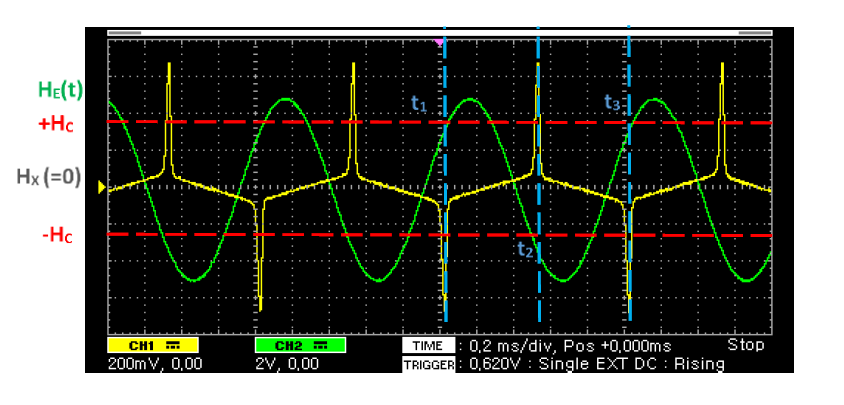 Hᴇ(t)
+Hc
t₁
t₃
Hₓ(=0)
-Hc
t₂
CH1
CH2
TIME : 0,2 ms/div, Pos +0,000ms Stop
200mV, 0,00 2V, 0,00 TRIGGER: 0,620V : Single EXT DC : Rising